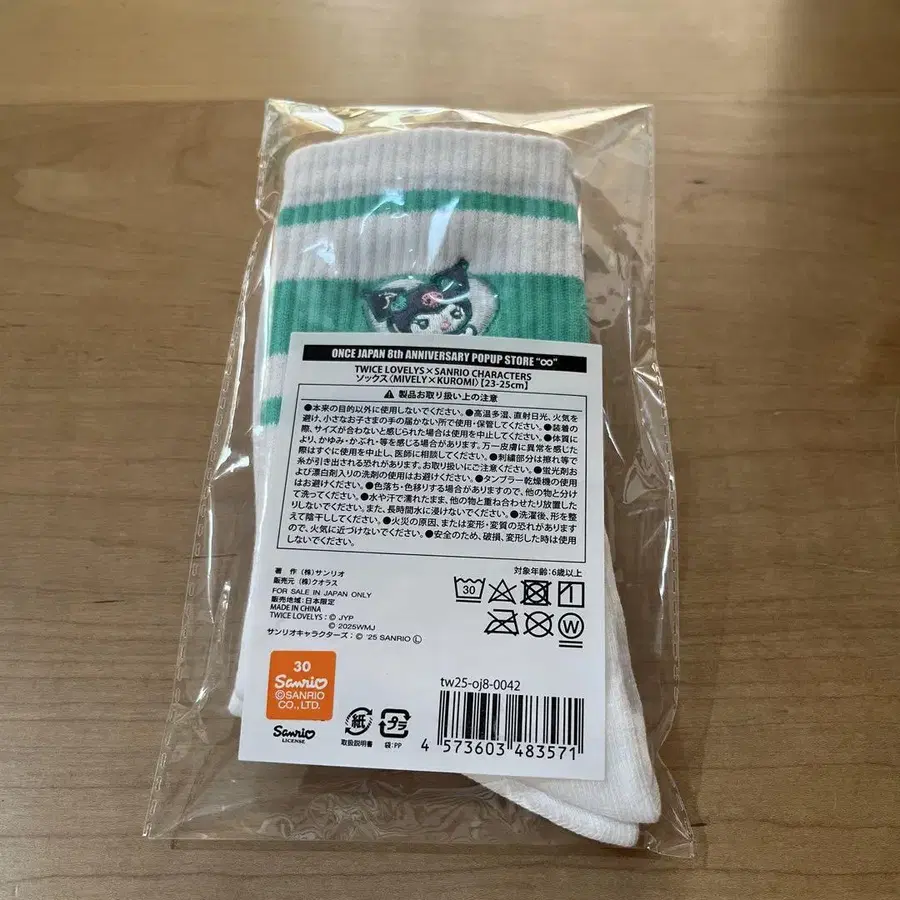 ONCE JAPAN 8th ANNIVERSARY POPUP STORE "∞"
TWICE LOVELYS×SANRIO CHARACTERS
ソックス(MIVELY×KUROMI)【23-25cm】
⚠ 製品お取り扱い上の注意
●本来の目的以外に使用しないでください。●高温多湿、直射日光、火気を
避け、小さなお子さまの手の届かない所で使用・保管してください。●装着の
際、サイズが合わないと感じられた場合は使用を中止してください。●体質に
より、かゆみ・かぶれ・等を感じる場合があります。万一皮膚に異常を感じた
際はすぐに使用を中止し、医師に相談してください。●刺繍部分は擦れ等で
糸が引き出される恐れがあります。お取り扱いにご注意ください。●蛍光剤お
よび漂白剤入りの洗剤の使用はお避けください。●タンブラー乾燥機の使用
はお避けください。●色落ち・色移りする場合がありますので、他の物と分け
て洗ってください。●水や汗で濡れたまま、他の物と重ね合わせたり放置した
りしないでください。また、長時間水に浸けないでください。●洗濯後、形を整
えて陰干ししてください。●火災の原因、または変形・変質の恐れがあります
ので、火気に近づけないでください。●安全のため、破損、変形した時は使用
しないでください。
対象年齢:6歳以上
著 作 (株)サンリオ
販売元 (株)クオラス
FOR SALE IN JAPAN ONLY
販売地域:日本限定
MADE IN CHINA
TWICE LOVELYS:© JYP
© 2025WMJ
サンリオキャラクターズ:© '25 SANRIO Ⓛ
30
W
30
Sanrio
©SANRIO
CO., LTD.
Sanrio
LICENSE
紙
取扱説明書
プラ
袋:PP
tw25-oj8-0042
4 573603 483571